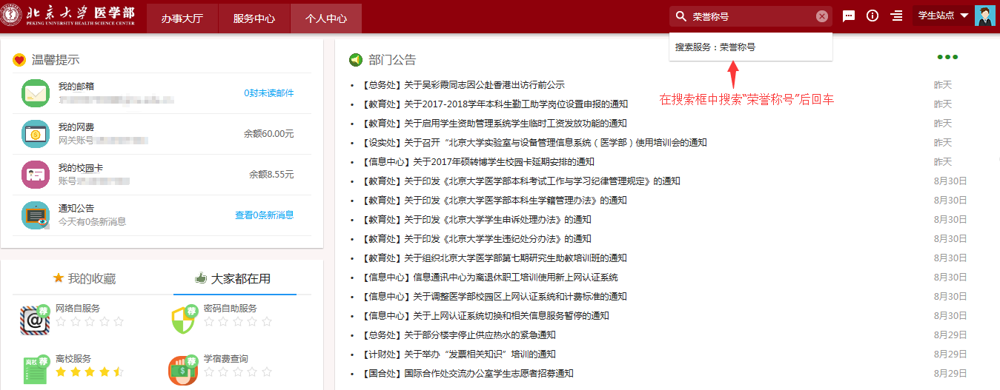 北京大学 医学部
PEKING UNIVERSITY HEALTH SCIENCE CENTER
办事大厅
服务中心
个人中心
荣誉称号
学生站点
搜索服务：荣誉称号
在搜索框中搜索“荣誉称号”后回车
温馨提示
我的邮箱
0封未读邮件
我的网费
网关账号
余额60.00元
我的校园卡
账号
余额8.55元
通知公告
今天有0条新消息
查看0条新消息
我的收藏
大家都在用
网络自服务
荐
密码自助服务
荐
离校服务
离校
荐
学宿费查询
荐
部门公告
【总务处】关于吴彩霞同志因公赴香港出访行前公示 昨天
【教育处】关于2017-2018学年本科生勤工助学岗位设置申报的通知 昨天
【教育处】关于启用学生资助管理系统学生临时工资发放功能的通知 昨天
【设实处】关于召开“北京大学实验室与设备管理信息系统（医学部）使用培训会的通知 昨天
【信息中心】关于2017年硕转博学生校园卡延期安排的通知 昨天
【教育处】关于印发《北京大学医学部本科考试工作与学习纪律管理规定》的通知 8月30日
【教育处】关于印发《北京大学医学部本科生学籍管理办法》的通知 8月30日
【教育处】关于印发《北京大学学生申诉处理办法》的通知 8月30日
【教育处】关于印发《北京大学学生违纪处分办法》的通知 8月30日
【教育处】关于组织北京大学医学部第七期研究生助教培训班的通知 8月30日
【信息中心】信息通讯中心为离退休职工培训使用新上网认证系统 8月30日
【信息中心】关于调整医学部校园区上网认证系统和计费标准的通知 8月30日
【信息中心】关于上网认证系统切换和相关信息服务暂停的通知 8月30日
【总务处】关于部分楼宇停止供应热水的紧急通知 8月29日
【计财处】关于举办“发票相关知识”培训的通知 8月29日
【国合处】国际合作处交流办公室学生志愿者招募通知 8月29日